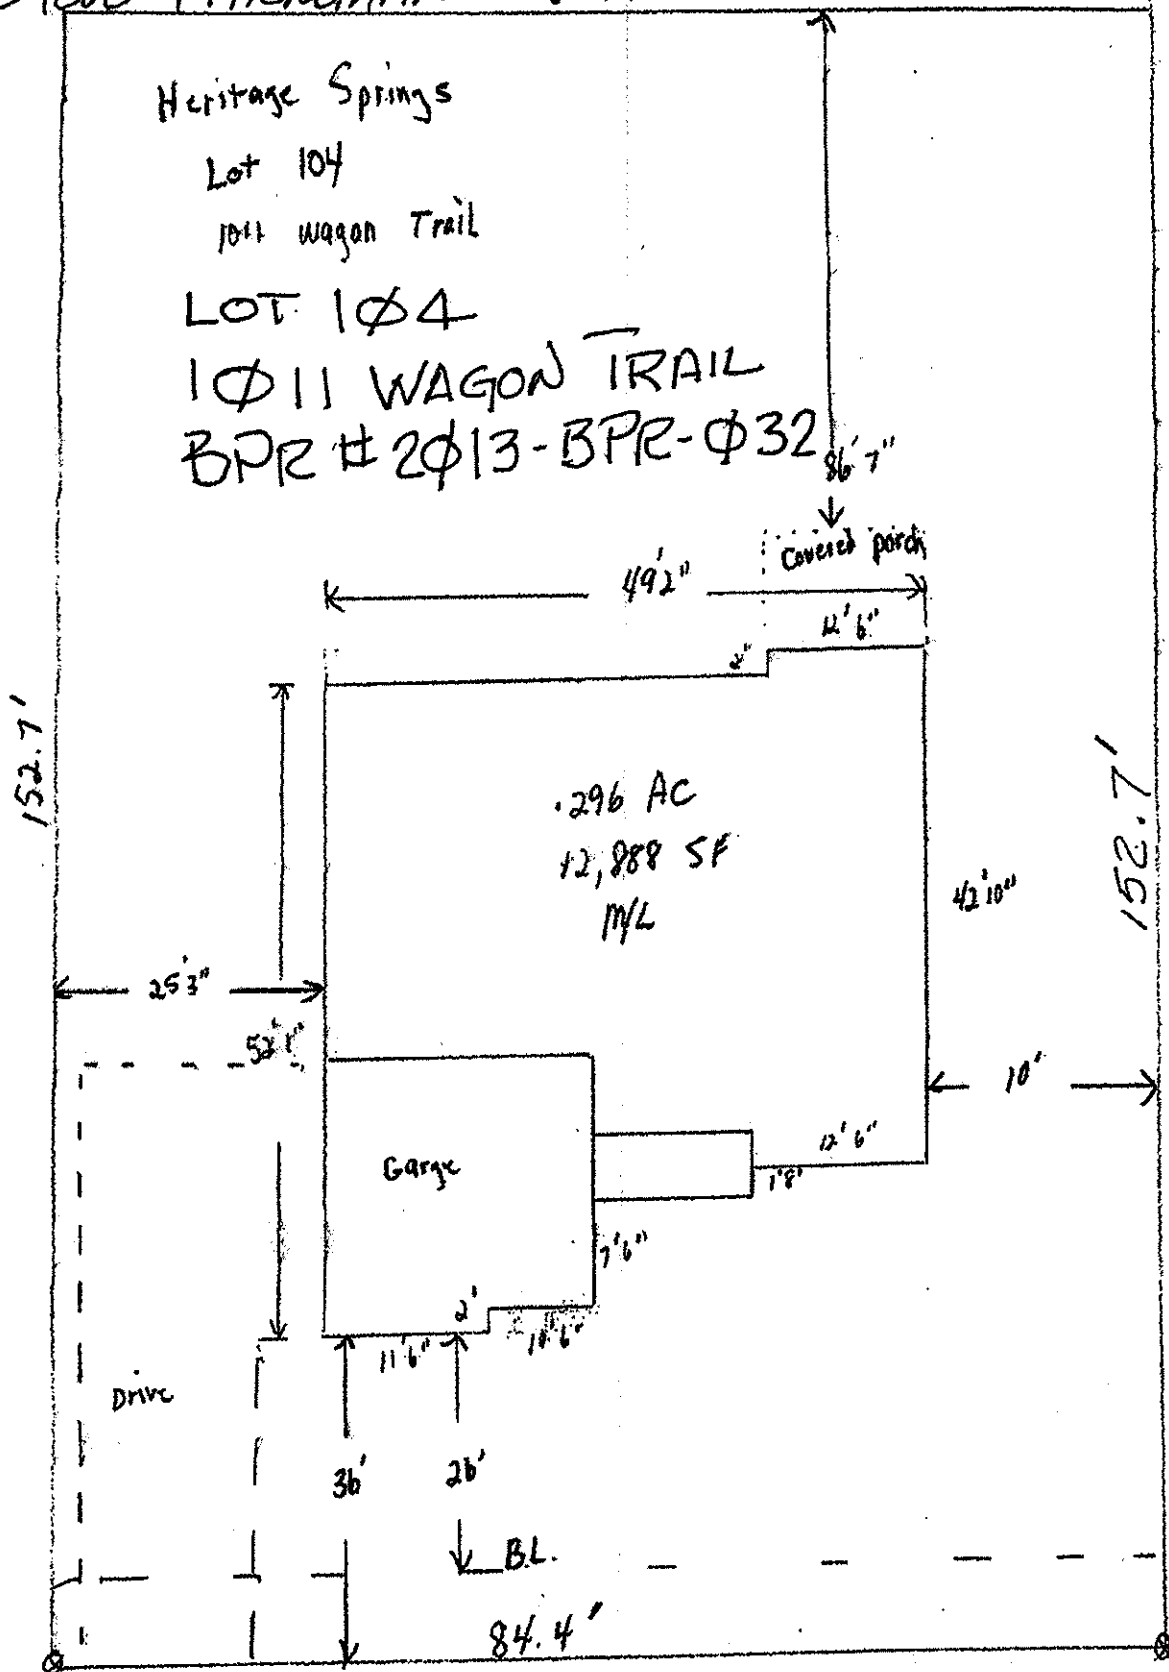 Heritage Springs
Lot 104
1011 Wagon Trail
LOT 1Ø4
1Ø11 WAGON TRAIL
BPR # 2Ø13-BPR-Ø32
86' 7"
Covered porch
49'2"
12' 6"
2'
152.7'
.296 AC
12,888 SF
M/L
152.7'
42'10"
25'3"
52'1"
10'
12' 6"
1'8'
Garge
7'6"
2'
11'6"
10'6"
Drive
36'
26'
B.L.
84.4'